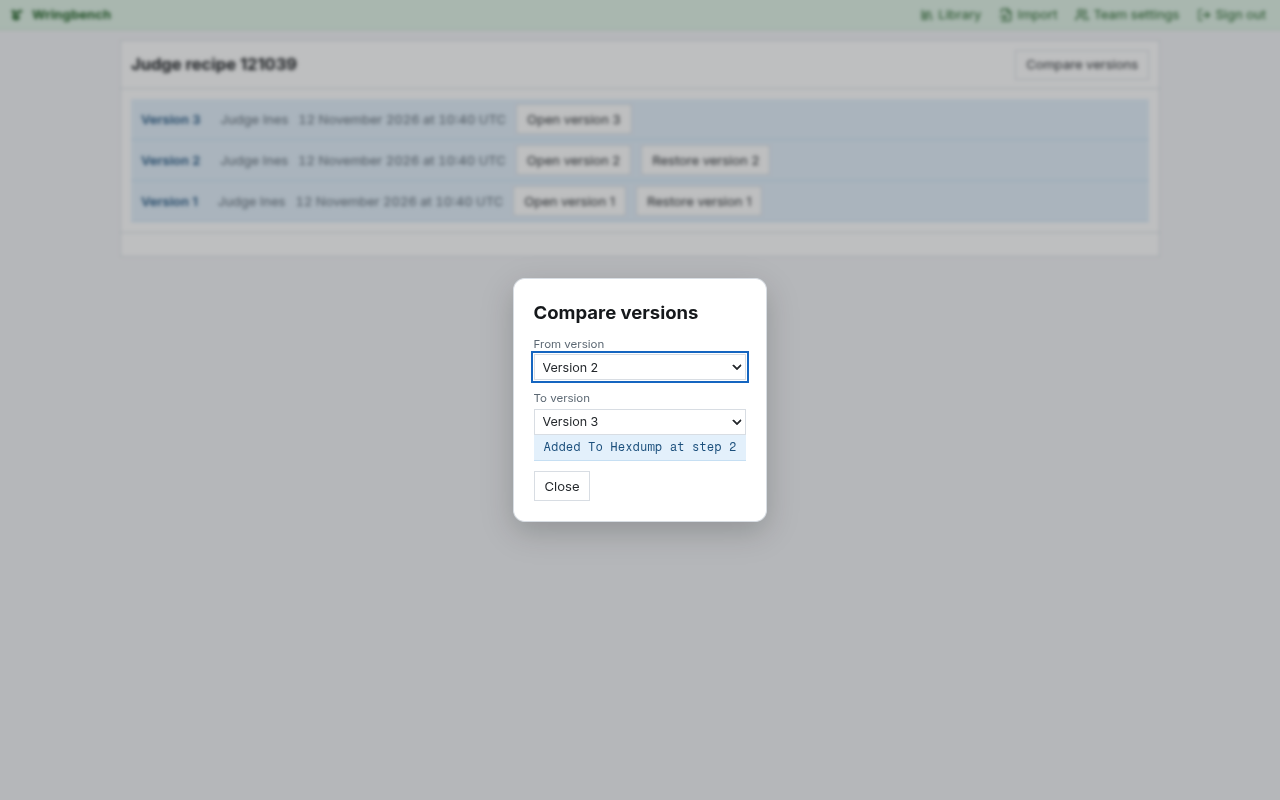 Wringbench Library Import Team settings Sign out
Judge recipe 121039 Compare versions
Version 3 Judge Ines 12 November 2026 at 10:40 UTC Open version 3
Version 2 Judge Ines 12 November 2026 at 10:40 UTC Open version 2 Restore version 2
Version 1 Judge Ines 12 November 2026 at 10:40 UTC Open version 1 Restore version 1
Compare versions
From version
Version 2
To version
Version 3
Added To Hexdump at step 2
Close